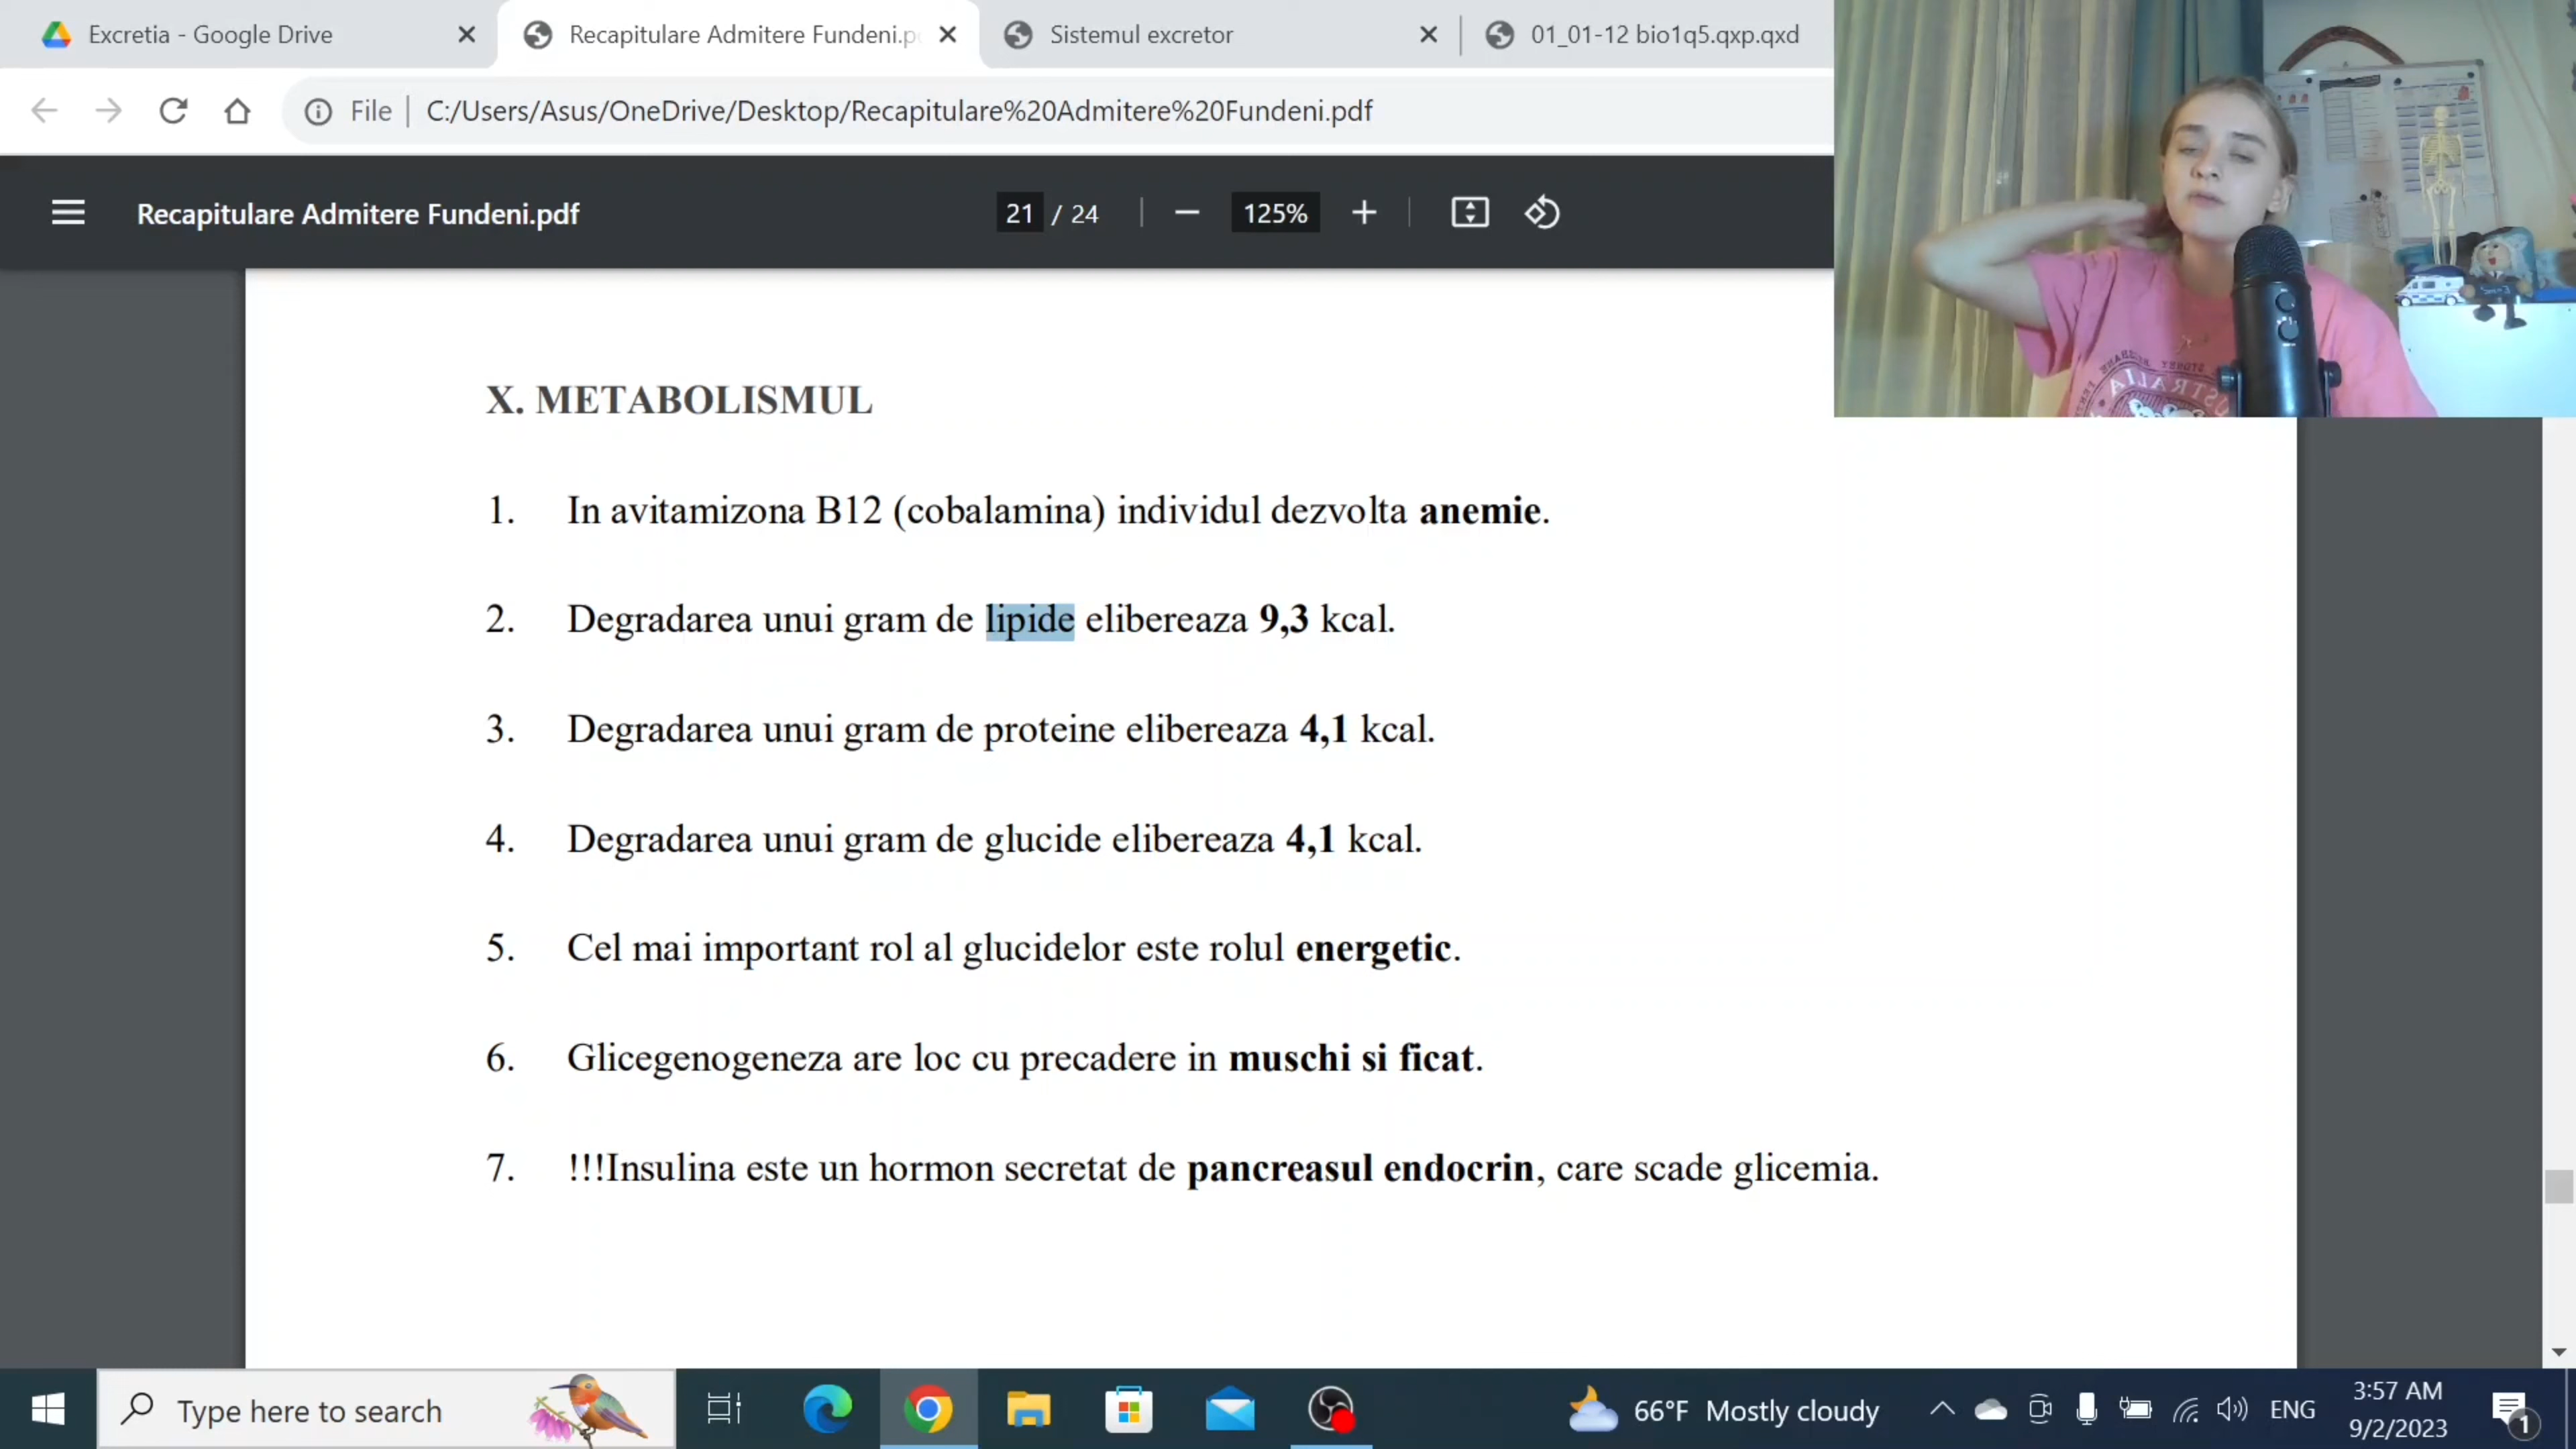 Excretia - Google Drive
Recapitulare Admitere Fundeni.p
Sistemul excretor
01_01-12 bio1q5.qxp.qxd
File
C:/Users/Asus/OneDrive/Desktop/Recapitulare%20Admitere%20Fundeni.pdf
Recapitulare Admitere Fundeni.pdf
21 / 24
125%
X. METABOLISMUL
1. In avitamizona B12 (cobalamina) individul dezvolta anemie.
2. Degradarea unui gram de lipide elibereaza 9,3 kcal.
3. Degradarea unui gram de proteine elibereaza 4,1 kcal.
4. Degradarea unui gram de glucide elibereaza 4,1 kcal.
5. Cel mai important rol al glucidelor este rolul energetic.
6. Glicegenogeneza are loc cu precadere in muschi si ficat.
7. !!!Insulina este un hormon secretat de pancreasul endocrin, care scade glicemia.
Type here to search
66°F Mostly cloudy
ENG
3:57 AM
9/2/2023
1